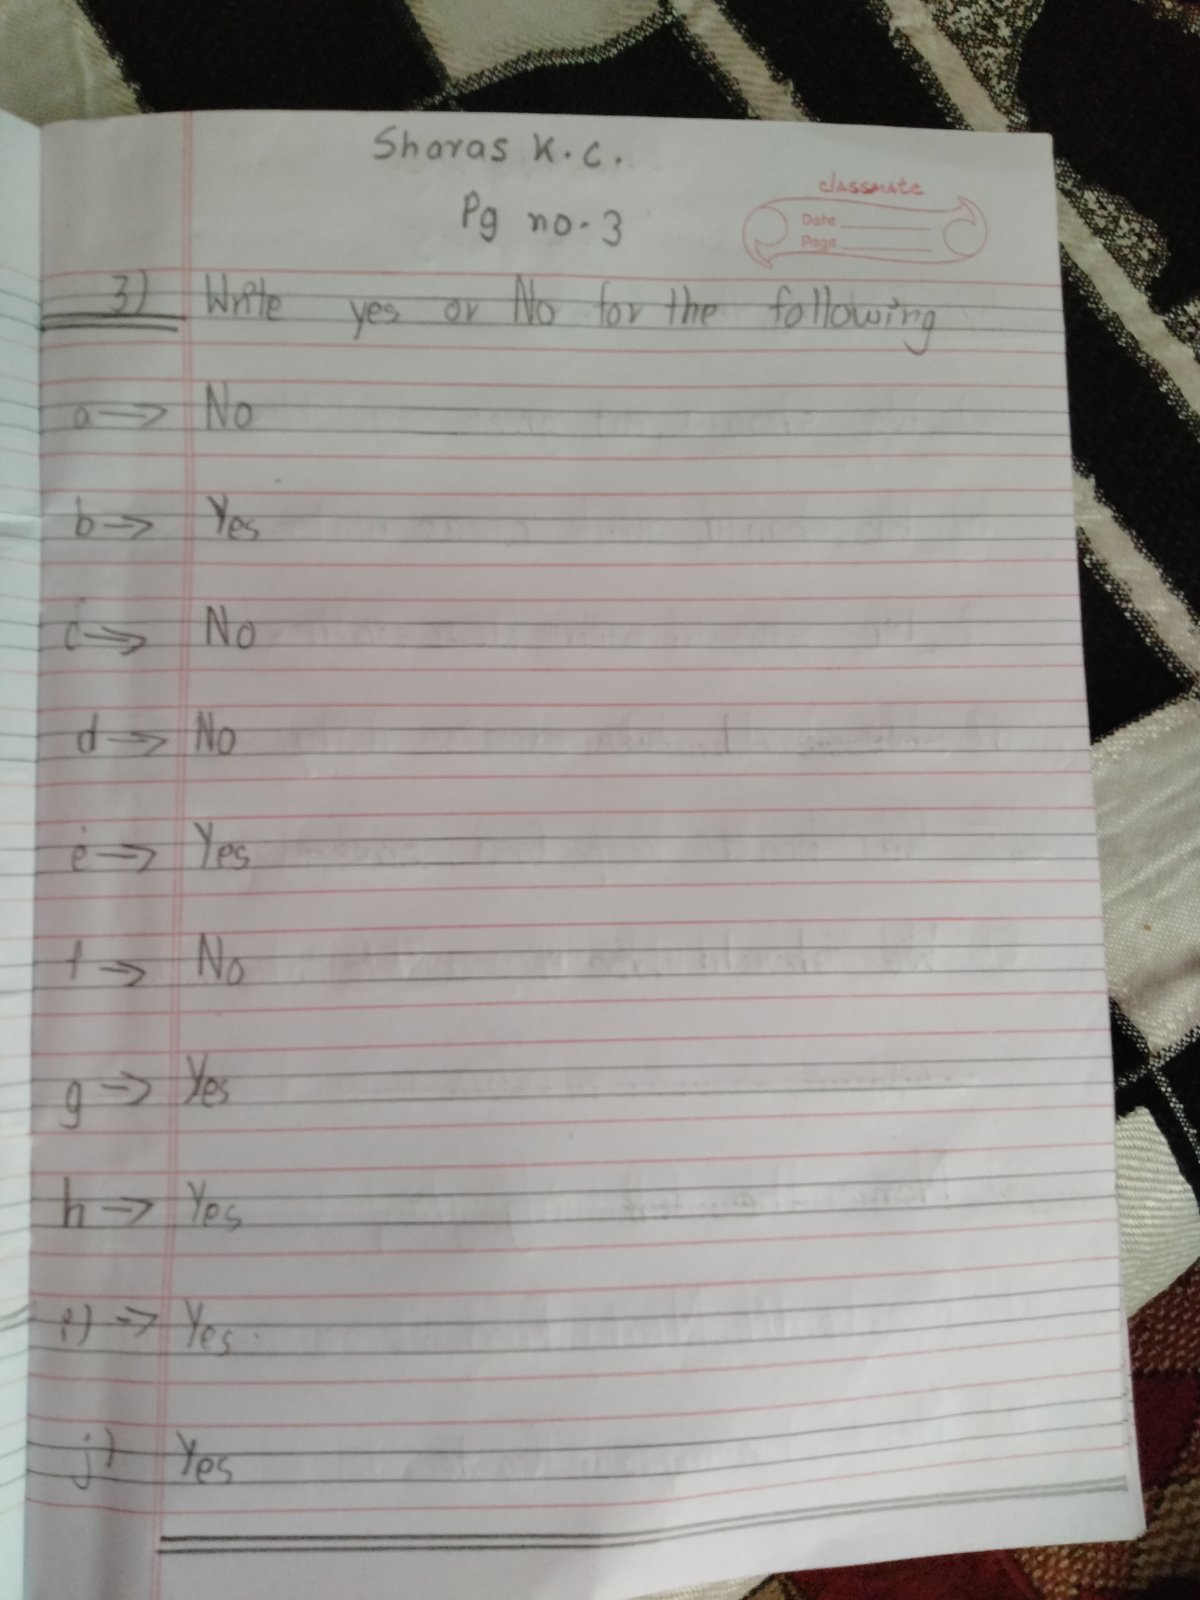 Sharas K.C.
Pg no-3
classmate
Date
Page
3) Write yes or No for the following
a → No
b → Yes
c → No
d → No
e → Yes
f → No
g → Yes
h → Yes
i) → Yes.
j) Yes